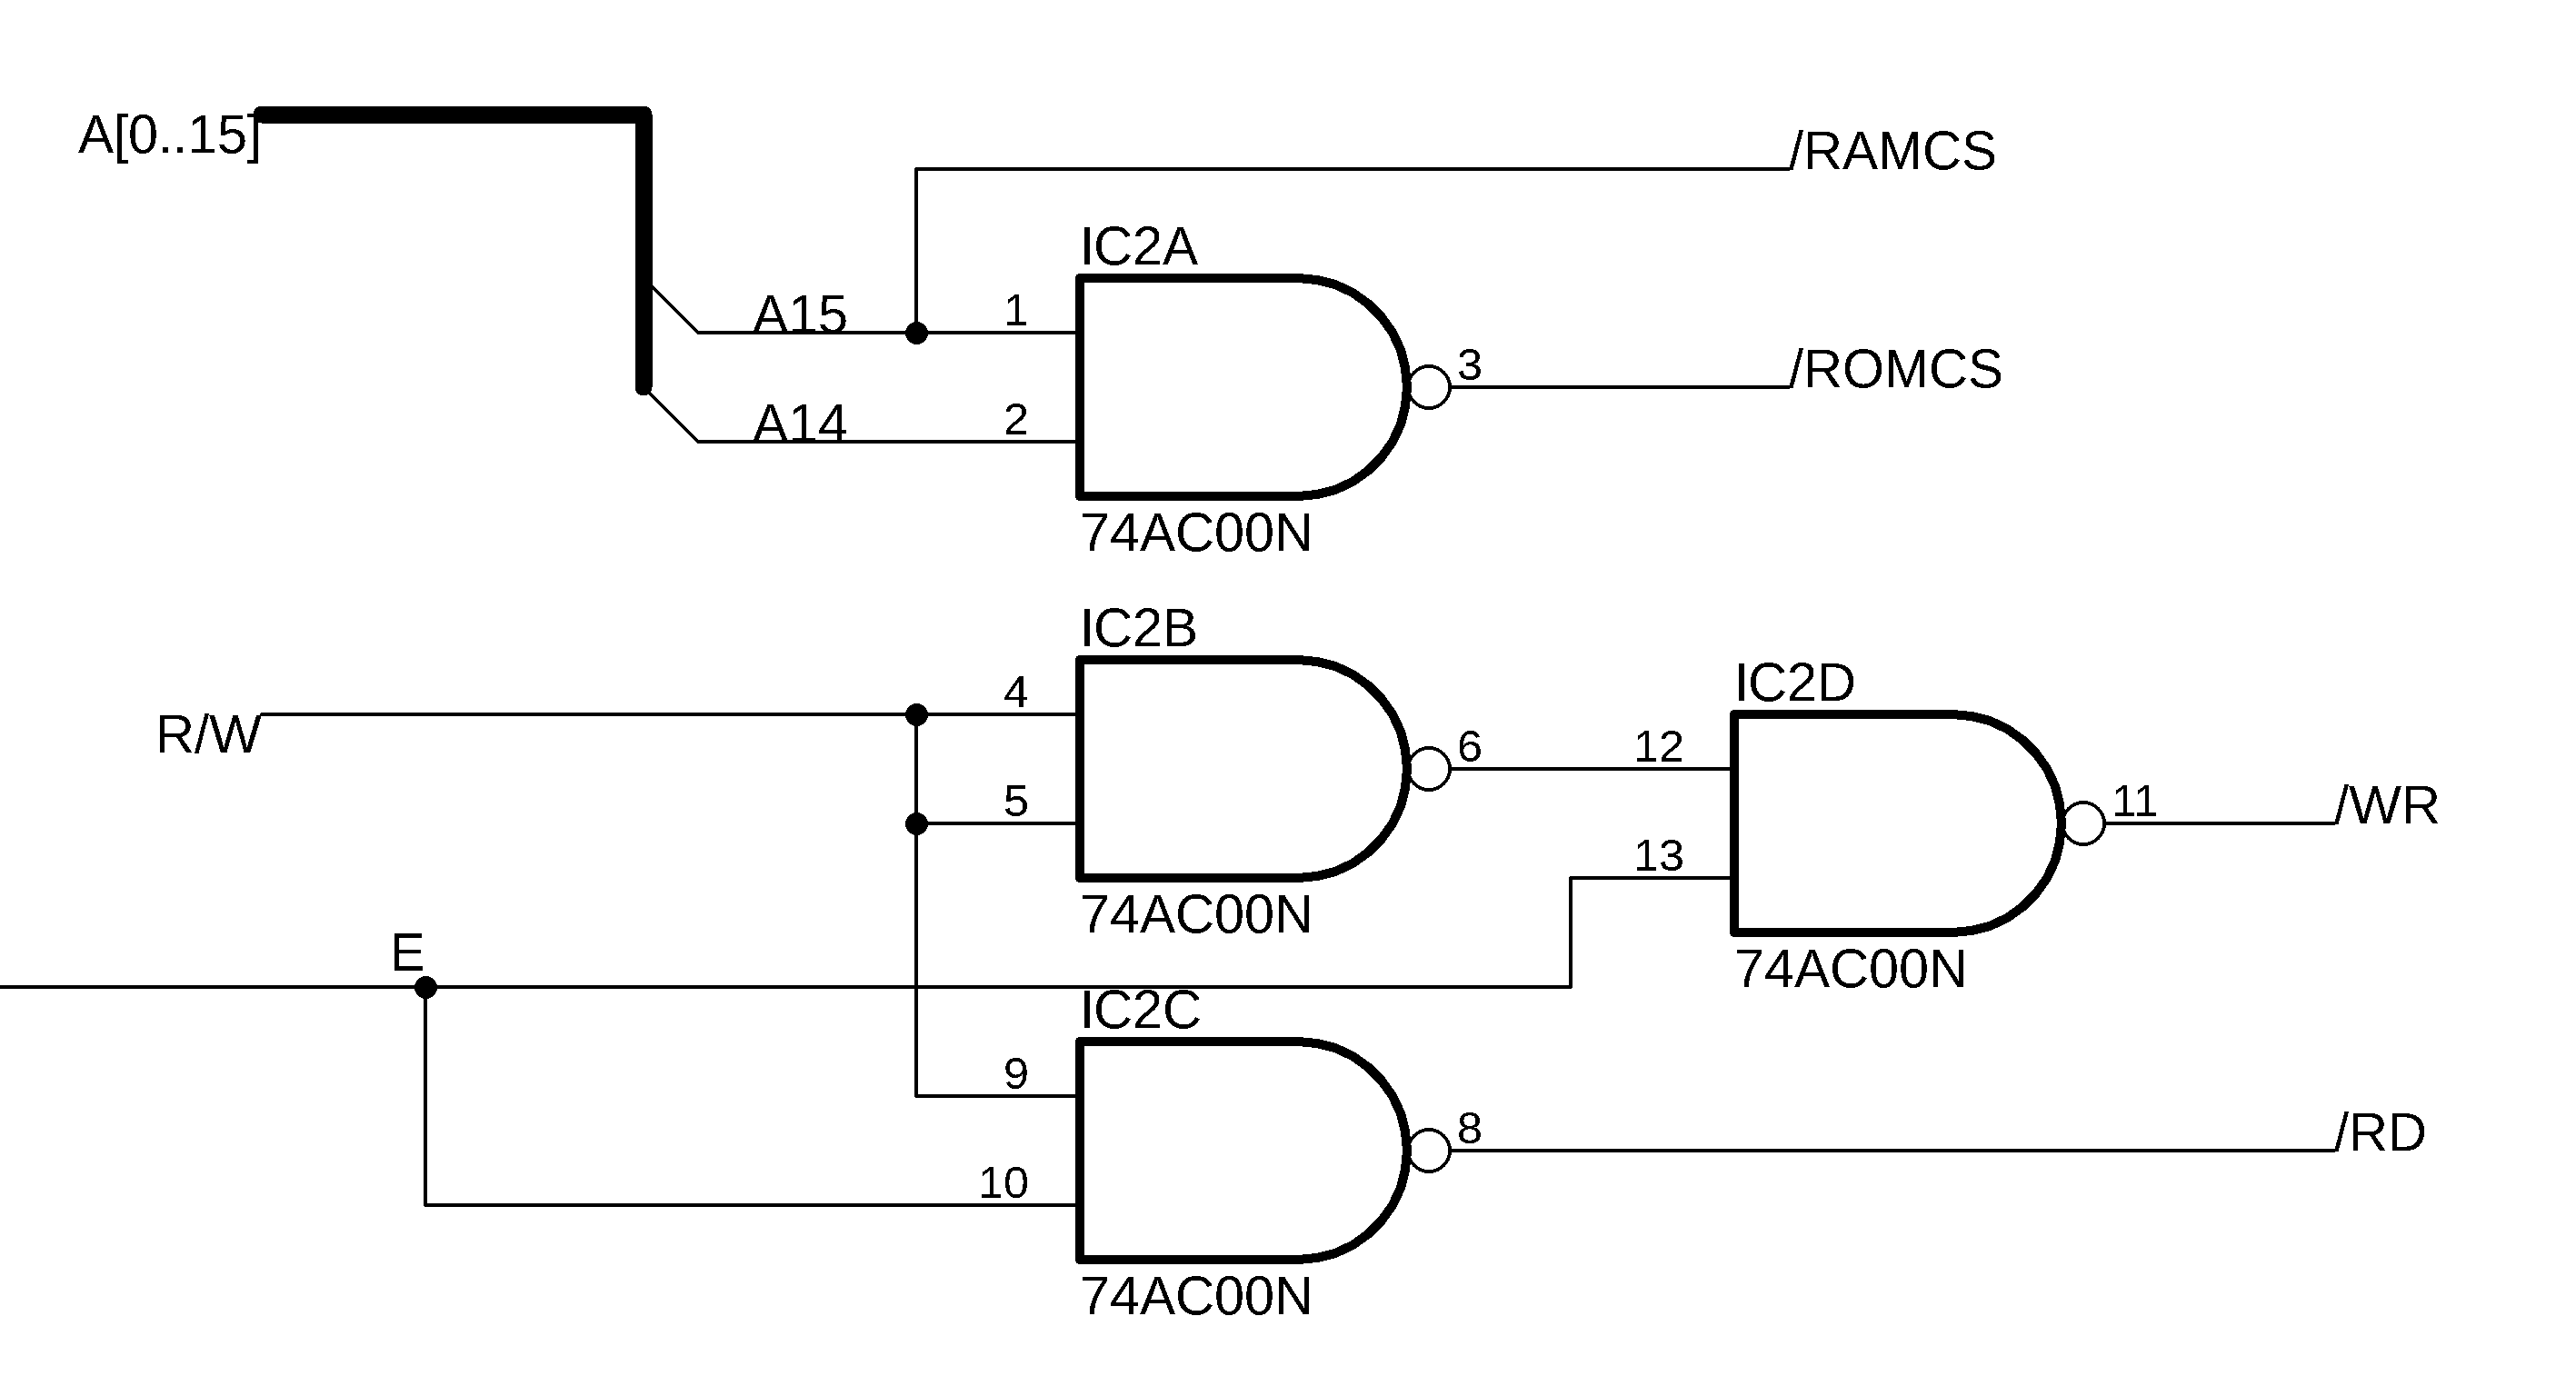 A[0..15]
/RAMCS
IC2A
A15
1
3
/ROMCS
A14
2
74AC00N
IC2B
R/W
4
5
6
74AC00N
IC2D
12
13
11
/WR
74AC00N
E
IC2C
9
10
8
/RD
74AC00N